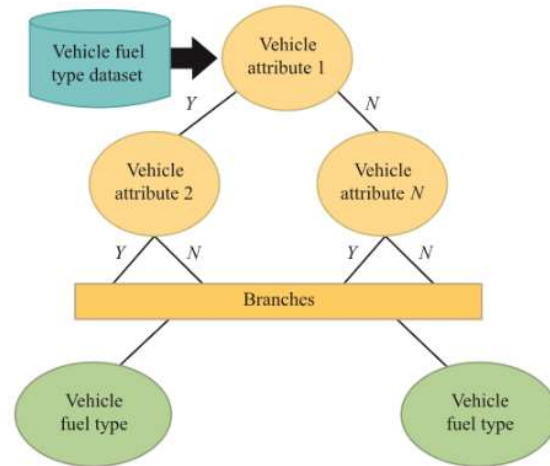 Vehicle fuel
type dataset
Vehicle
attribute 1
Y
N
Vehicle
attribute 2
Vehicle
attribute N
Y
N
Y
N
Branches
Vehicle
fuel type
Vehicle
fuel type